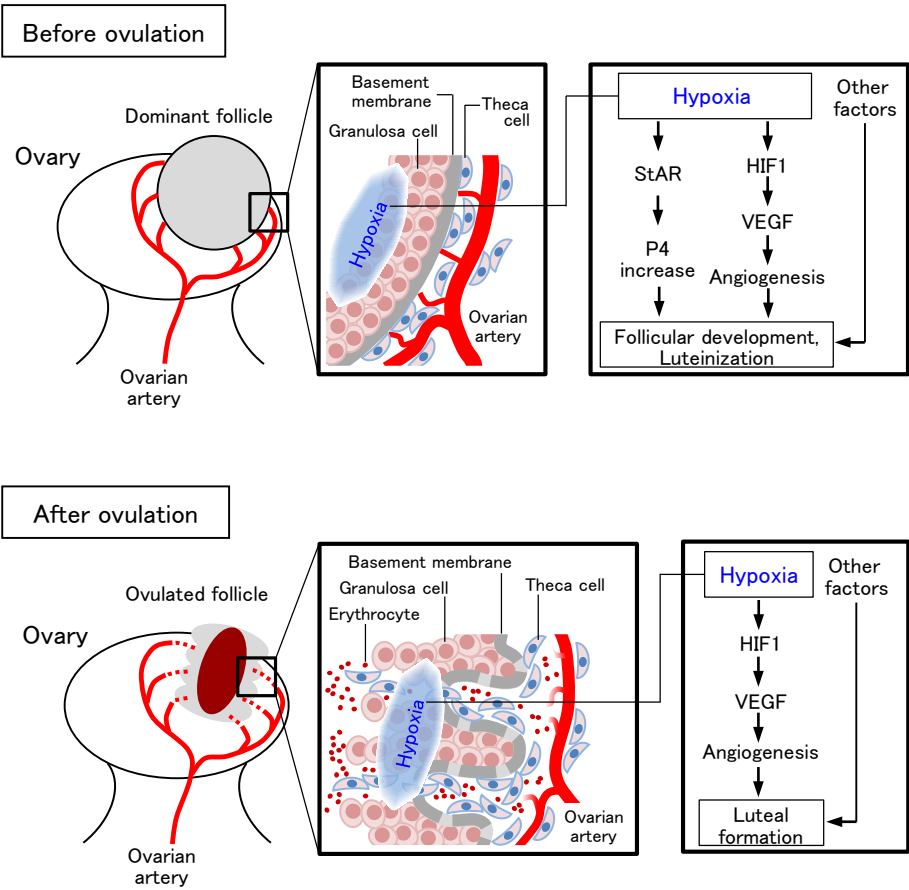 Before ovulation
Dominant follicle
Ovary
Ovarian
artery
Basement
membrane
Theca
cell
Granulosa cell
Hypoxia
Ovarian
artery
Hypoxia
Other
factors
StAR
HIF1
P4
increase
VEGF
Angiogenesis
Follicular development,
Luteinization
After ovulation
Ovulated follicle
Ovary
Ovarian
artery
Basement membrane
Granulosa cell
Theca cell
Erythrocyte
Hypoxia
Ovarian
artery
Hypoxia
Other
factors
HIF1
VEGF
Angiogenesis
Luteal
formation